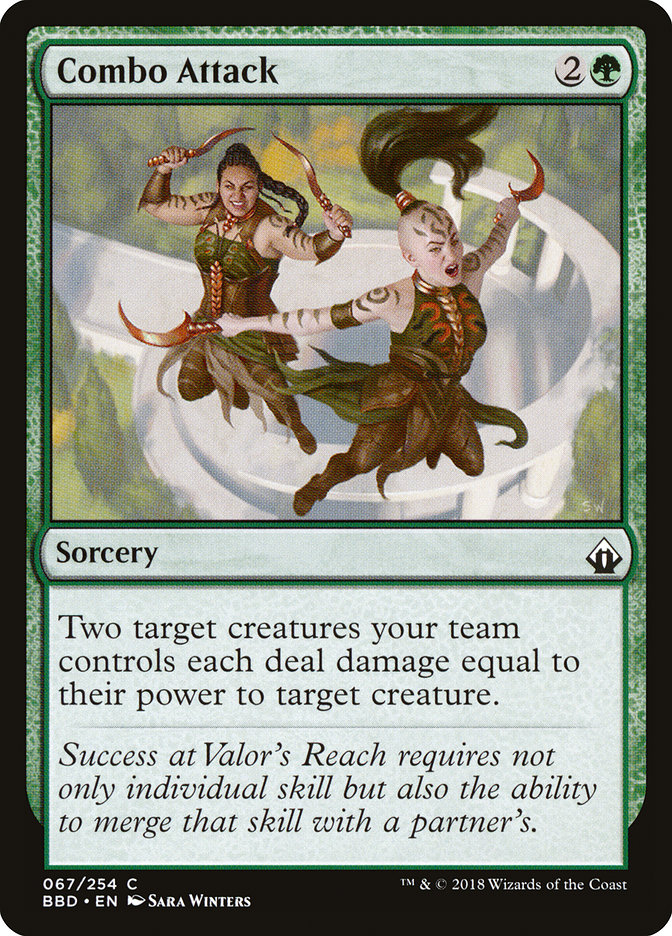 Combo Attack 2
SW
Sorcery
Two target creatures your team
controls each deal damage equal to
their power to target creature.
Success at Valor's Reach requires not
only individual skill but also the ability
to merge that skill with a partner's.
067/254 C
™ & © 2018 Wizards of the Coast
BBD • EN Sara Winters